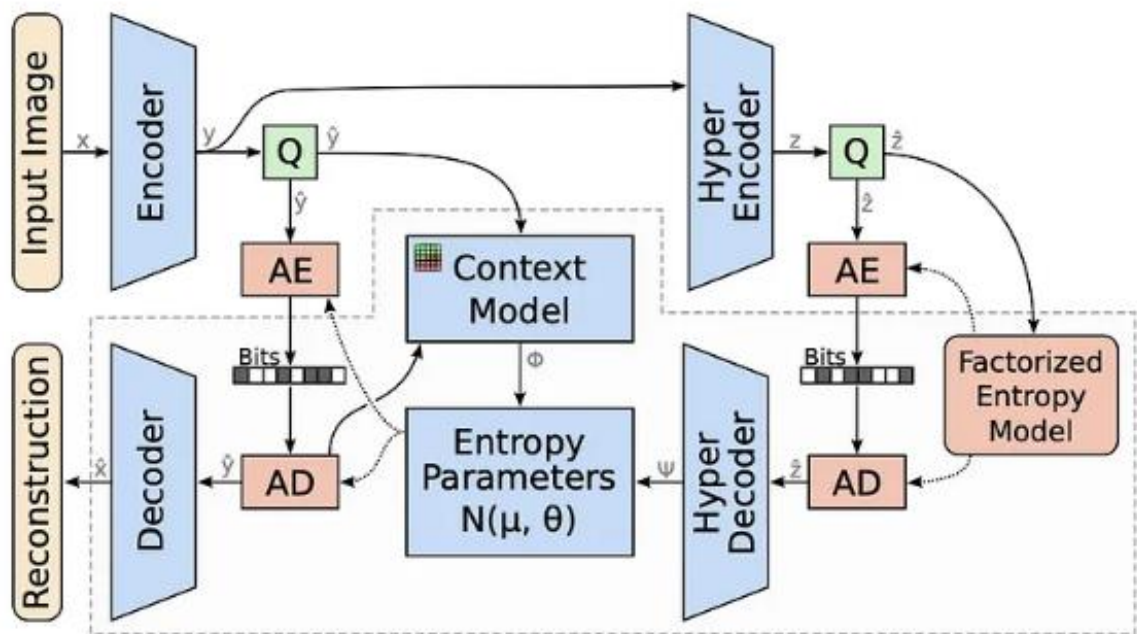 Input Image
x
Encoder
y
Q
ŷ
ŷ
AE
Bits
AD
ŷ
Decoder
x̂
Reconstruction
Context
Model
Φ
Entropy
Parameters
N(μ, θ)
Hyper
Encoder
z
Q
ẑ
ẑ
AE
Bits
AD
ẑ
Hyper
Decoder
Ψ
Factorized
Entropy
Model